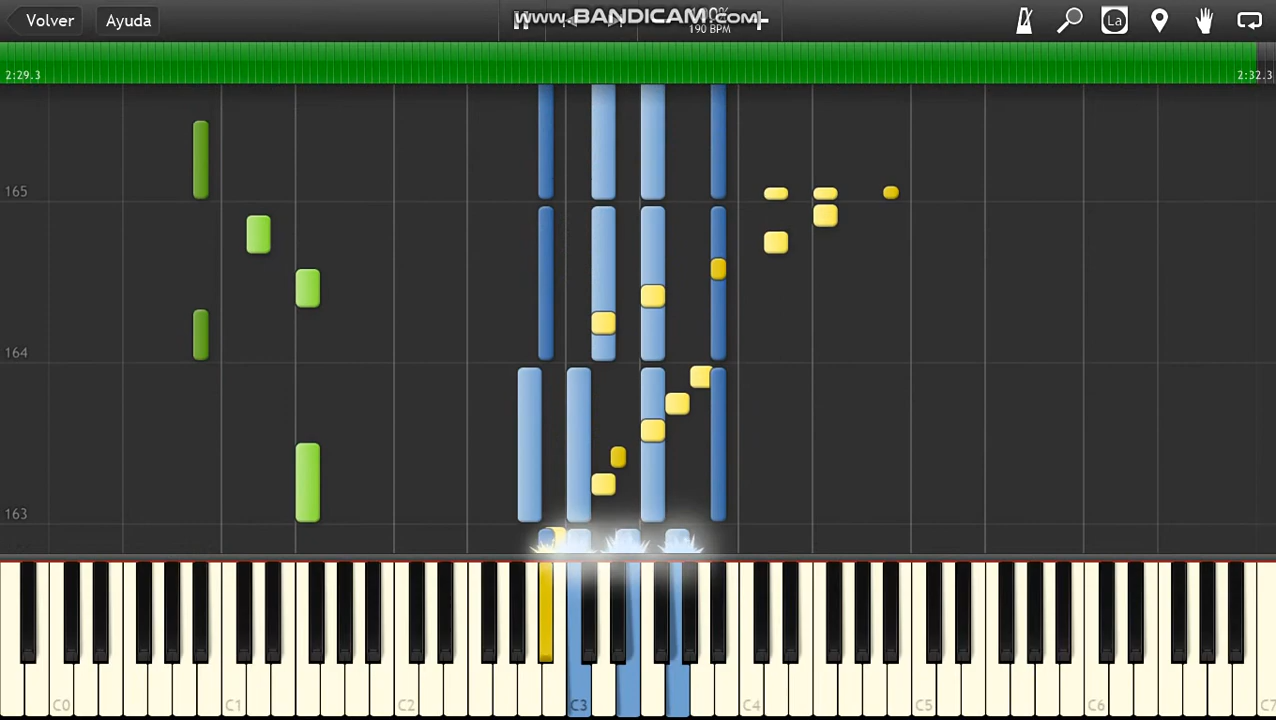 Volver
Ayuda
www.BANDICAM.com
190 BPM
La
2:29.3
2:32.3
165
164
163
C0
C1
C2
C3
C4
C5
C6
C7